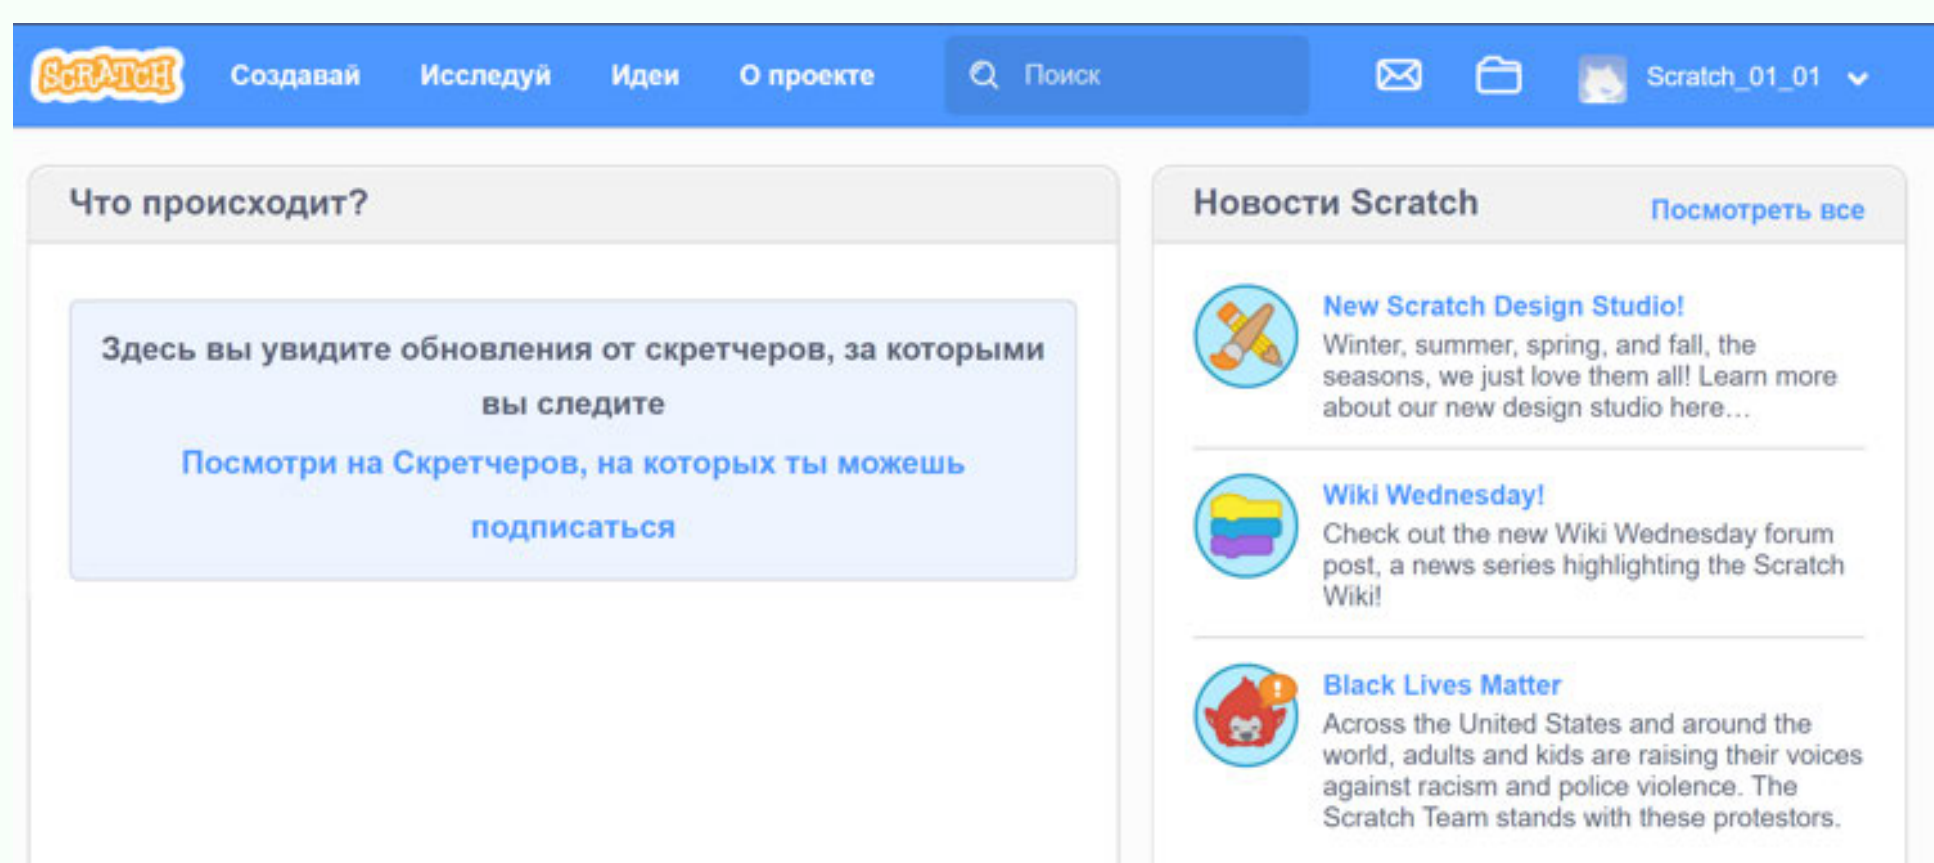 SCRATCH Создавай Исследуй Идеи О проекте Поиск Scratch_01_01
Что происходит?
Здесь вы увидите обновления от скретчеров, за которыми
вы следите
Посмотри на Скретчеров, на которых ты можешь
подписаться
Новости Scratch Посмотреть все
New Scratch Design Studio!
Winter, summer, spring, and fall, the
seasons, we just love them all! Learn more
about our new design studio here…
Wiki Wednesday!
Check out the new Wiki Wednesday forum
post, a news series highlighting the Scratch
Wiki!
Black Lives Matter
Across the United States and around the
world, adults and kids are raising their voices
against racism and police violence. The
Scratch Team stands with these protestors.